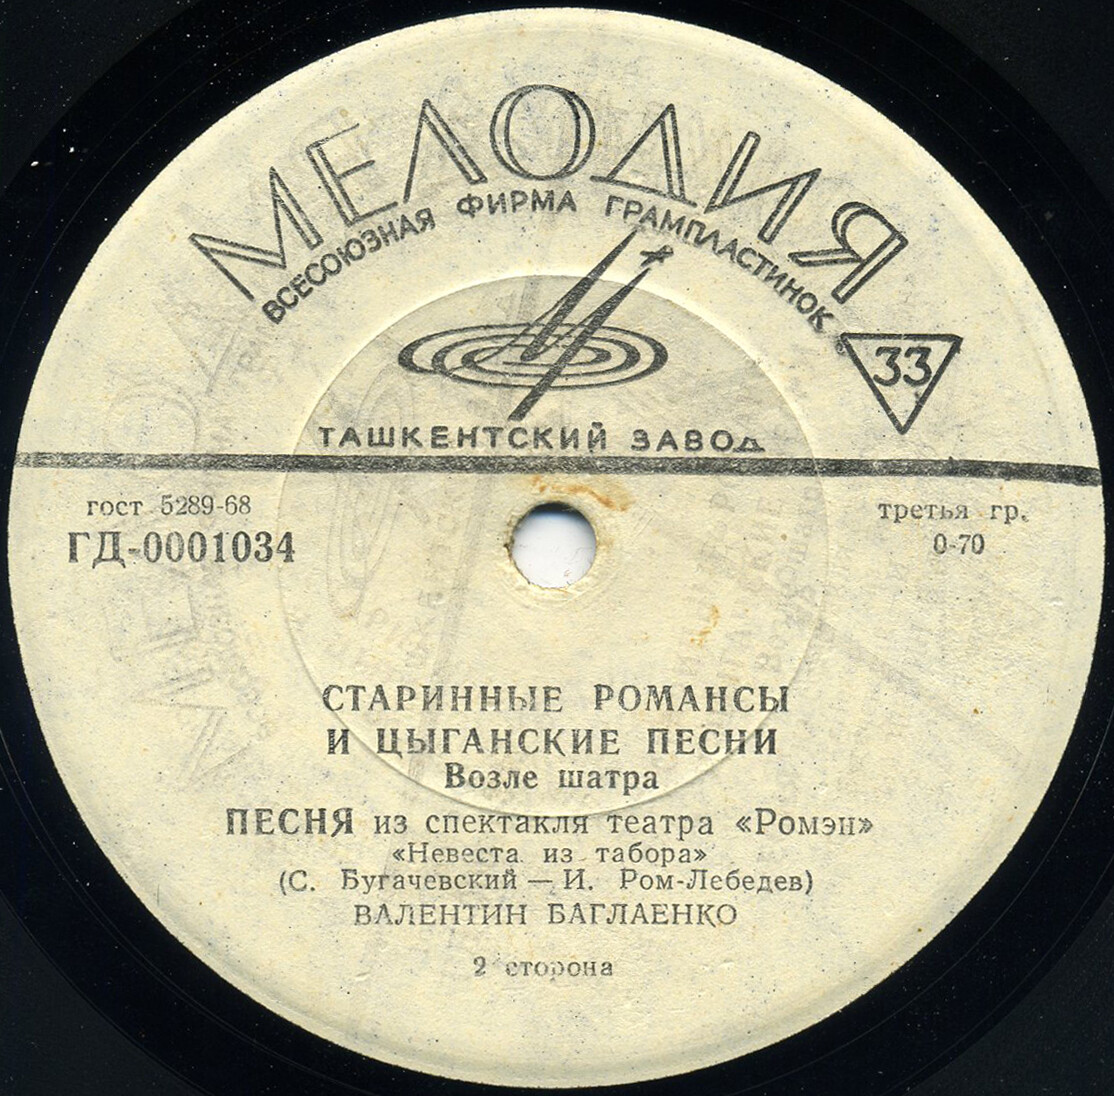 МЕЛОДИЯ
ВСЕСОЮЗНАЯ ФИРМА ГРАМПЛАСТИНОК
33
ТАШКЕНТСКИЙ ЗАВОД
гост 5289-68
ГД-0001034
третья гр.
0-70
СТАРИННЫЕ РОМАНСЫ
И ЦЫГАНСКИЕ ПЕСНИ
Возле шатра
ПЕСНЯ из спектакля театра «Ромэн»
«Невеста из табора»
(С. Бугачевский — И. Ром-Лебедев)
ВАЛЕНТИН БАГЛАЕНКО
2 сторона